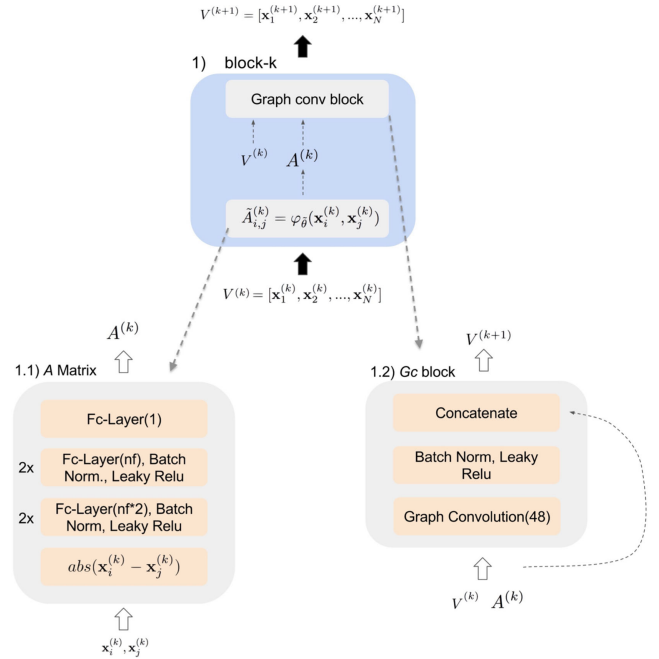 V^{(k+1)} = [x_1^{(k+1)}, x_2^{(k+1)}, ..., x_N^{(k+1)}]
1) block-k
Graph conv block
V^{(k)} A^{(k)}
Ã_{i,j}^{(k)} = φ_{θ̃}(x_i^{(k)}, x_j^{(k)})
V^{(k)} = [x_1^{(k)}, x_2^{(k)}, ..., x_N^{(k)}]
A^{(k)}
1.1) A Matrix
Fc-Layer(1)
2x Fc-Layer(nf), Batch
Norm., Leaky Relu
2x Fc-Layer(nf*2), Batch
Norm, Leaky Relu
abs(x_i^{(k)} − x_j^{(k)})
x_i^{(k)}, x_j^{(k)}
V^{(k+1)}
1.2) Gc block
Concatenate
Batch Norm, Leaky
Relu
Graph Convolution(48)
V^{(k)} A^{(k)}